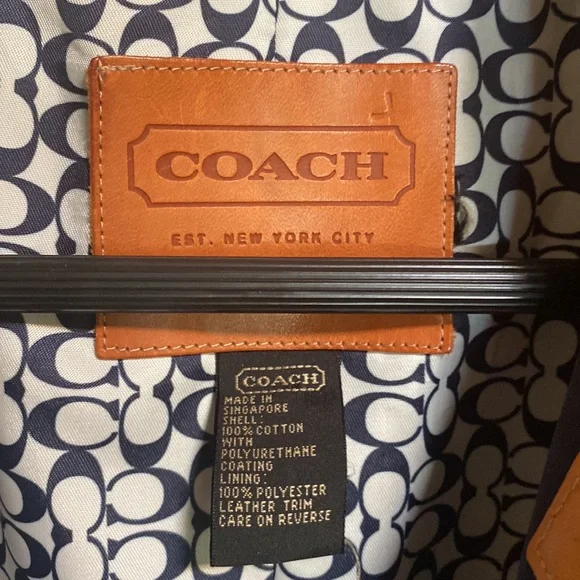 COACH
EST. NEW YORK CITY
COACH
MADE IN
SINGAPORE
SHELL:
100% COTTON
WITH
POLYURETHANE
COATING
LINING:
100% POLYESTER
LEATHER TRIM
CARE ON REVERSE